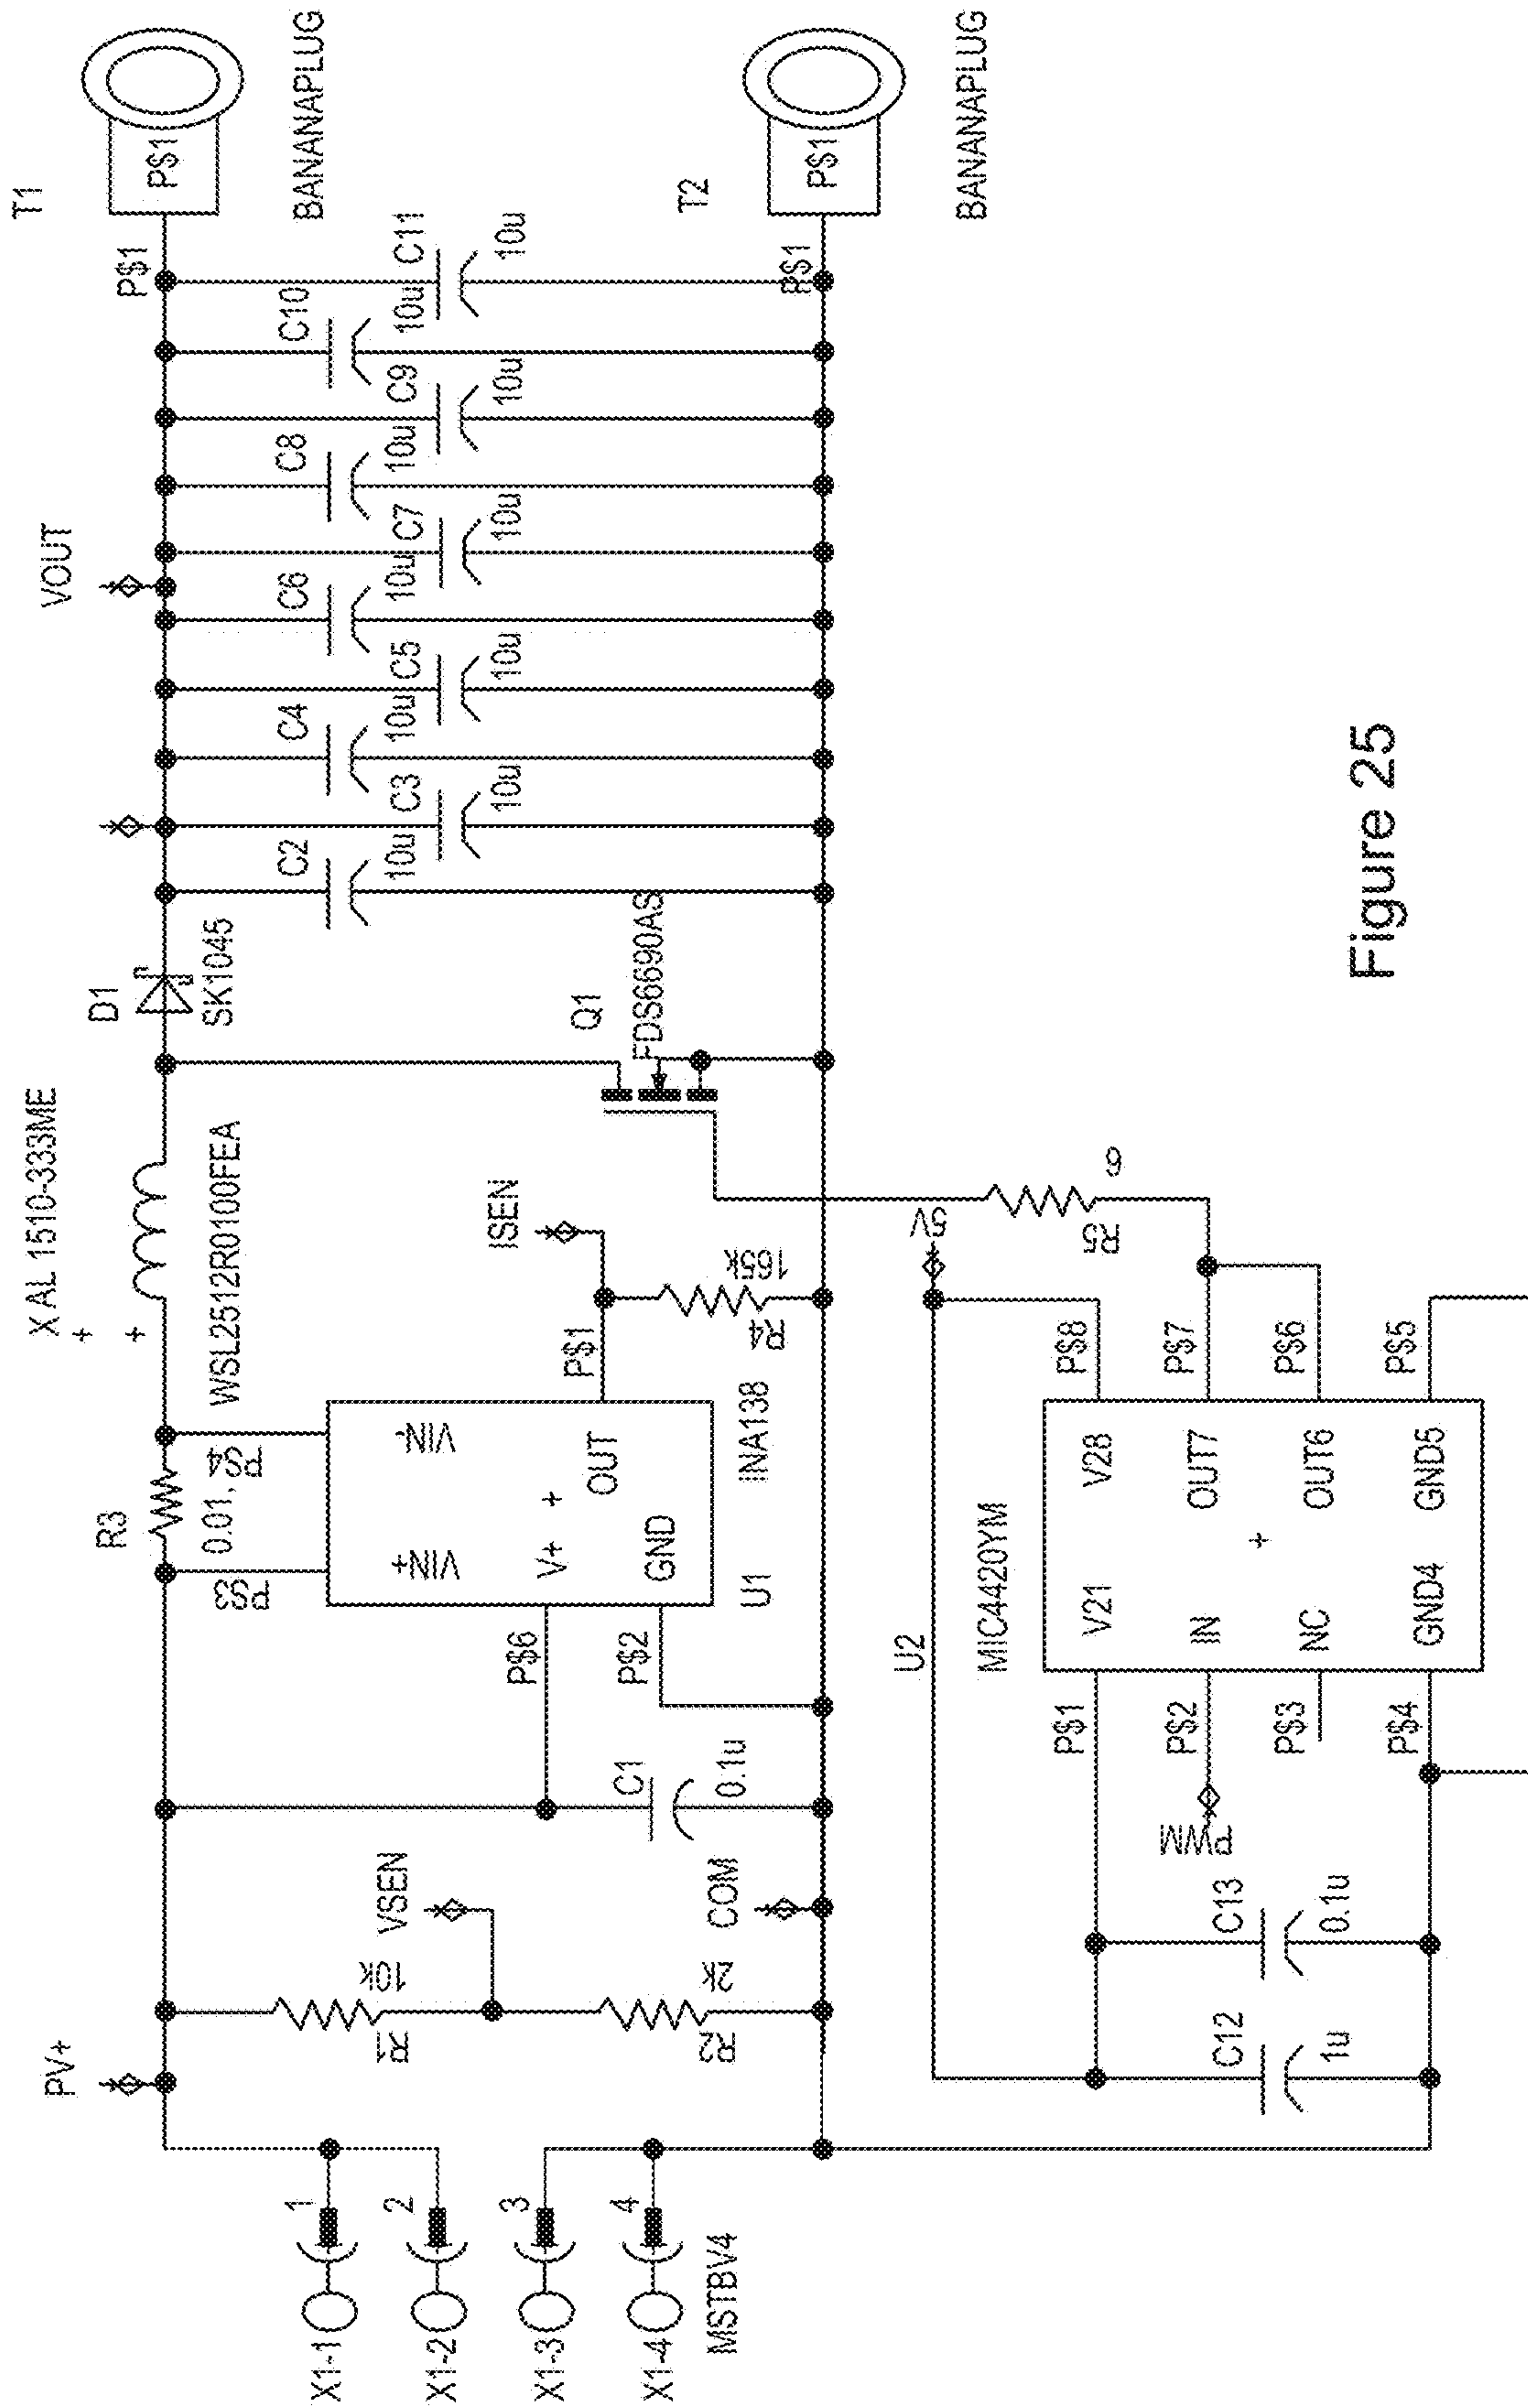 X1-1
X1-2
X1-3
X1-4
MSTBV4
1
2
3
4
PV+
R1
10k
VSEN
R2
2k
COM
C1
0.1u
P$6
P$2
PS3
PS4
R3
0.01,
WSL2512R0100FEA
VIN+
VIN-
V+
+
OUT
GND
U1
INA138
P$1
ISEN
R4
165k
X AL 1510-333ME
+
+
D1
SK1045
Q1
FDS6690AS
C2
10u
C3
10u
C4
10u
C5
10u
C6
10u
VOUT
C7
10u
C8
10u
C9
10u
C10
10u
C11
10u
P$1
P$1
T1
P$1
BANANAPLUG
T2
P$1
BANANAPLUG
U2
MIC4420YM
C12
1u
C13
0.1u
PWM
P$1
P$2
P$3
P$4
V21
IN
NC
GND4
+
V28
OUT7
OUT6
GND5
P$8
P$7
P$6
P$5
5V
R5
6
Figure 25